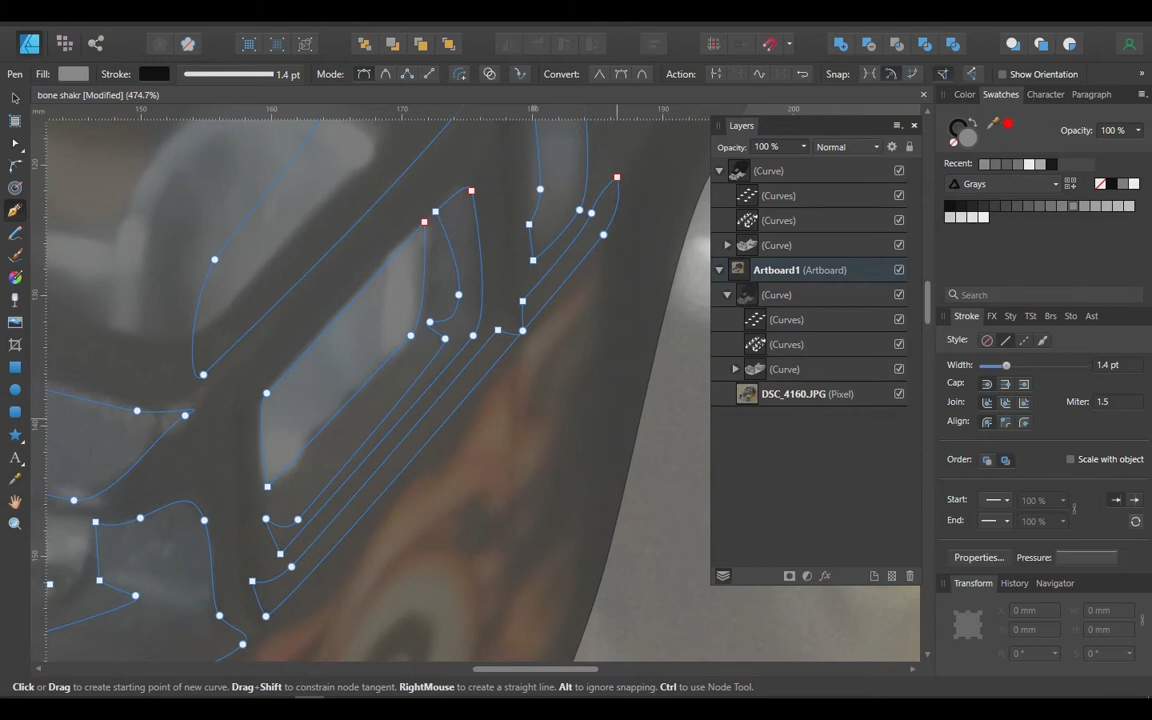 Pen Fill: Stroke: 1.4 pt Mode: Convert: Action: Snap: Show Orientation »
bone shakr [Modified] (474.7%)
Color Swatches Character Paragraph
mm 150 160 170 180 190 200
120
130
140
150
Layers
Opacity: 100 % Normal
(Curve)
(Curves)
(Curves)
(Curve)
Artboard1 (Artboard)
(Curve)
(Curves)
(Curves)
(Curve)
DSC_4160.JPG (Pixel)
Opacity: 100 %
Recent:
Grays
Search
Stroke FX Sty TSt Brs Sto Ast
Style:
Width: 1.4 pt
Cap:
Join: Miter: 1.5
Align:
Order: Scale with object
Start: 100 %
End: 100 %
Properties... Pressure:
Transform History Navigator
X: 0 mm W: 0 mm
Y: 0 mm H: 0 mm
R: 0 ° S: 0 °
Click or Drag to create starting point of new curve. Drag+Shift to constrain node tangent. RightMouse to create a straight line. Alt to ignore snapping. Ctrl to use Node Tool.